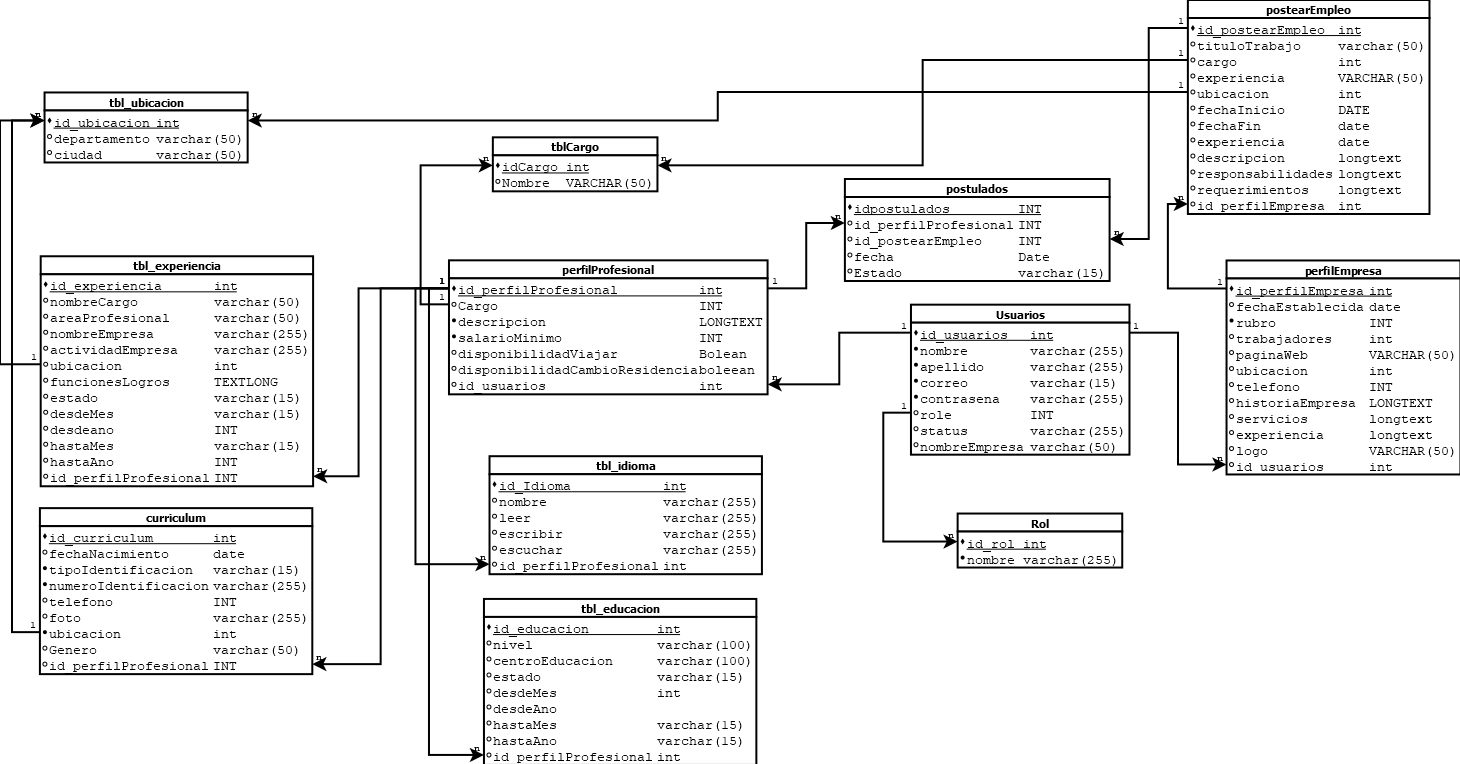 postearEmpleo
id_postearEmpleo int
tituloTrabajo varchar(50)
cargo int
experiencia VARCHAR(50)
ubicacion int
fechaInicio DATE
fechaFin date
experiencia date
descripcion longtext
responsabilidades longtext
requerimientos longtext
id_perfilEmpresa int
tbl_ubicacion
id_ubicacion int
departamento varchar(50)
ciudad varchar(50)
tblCargo
idCargo int
Nombre VARCHAR(50)
postulados
idpostulados INT
id_perfilProfesional INT
id_postearEmpleo INT
fecha Date
Estado varchar(15)
tbl_experiencia
id_experiencia int
nombreCargo varchar(50)
areaProfesional varchar(50)
nombreEmpresa varchar(255)
actividadEmpresa varchar(255)
ubicacion int
funcionesLogros TEXTLONG
estado varchar(15)
desdeMes varchar(15)
desdeano INT
hastaMes varchar(15)
hastaAno INT
id_perfilProfesional INT
perfilProfesional
id_perfilProfesional int
Cargo INT
descripcion LONGTEXT
salarioMinimo INT
disponibilidadViajar Bolean
disponibilidadCambioResidencia boleean
id_usuarios int
perfilEmpresa
id_perfilEmpresa int
fechaEstablecida date
rubro INT
trabajadores int
paginaWeb VARCHAR(50)
ubicacion int
telefono INT
historiaEmpresa LONGTEXT
servicios longtext
experiencia longtext
logo VARCHAR(50)
id_usuarios int
Usuarios
id_usuarios int
nombre varchar(255)
apellido varchar(255)
correo varchar(15)
contrasena varchar(255)
role INT
status varchar(255)
nombreEmpresa varchar(50)
tbl_idioma
id_Idioma int
nombre varchar(255)
leer varchar(255)
escribir varchar(255)
escuchar varchar(255)
id_perfilProfesional int
curriculum
id_curriculum int
fechaNacimiento date
tipoIdentificacion varchar(15)
numeroIdentificacion varchar(255)
telefono INT
foto varchar(255)
ubicacion int
Genero varchar(50)
id_perfilProfesional INT
Rol
id_rol int
nombre varchar(255)
tbl_educacion
id_educacion int
nivel varchar(100)
centroEducacion varchar(100)
estado varchar(15)
desdeMes int
desdeAno
hastaMes varchar(15)
hastaAno varchar(15)
id_perfilProfesional int